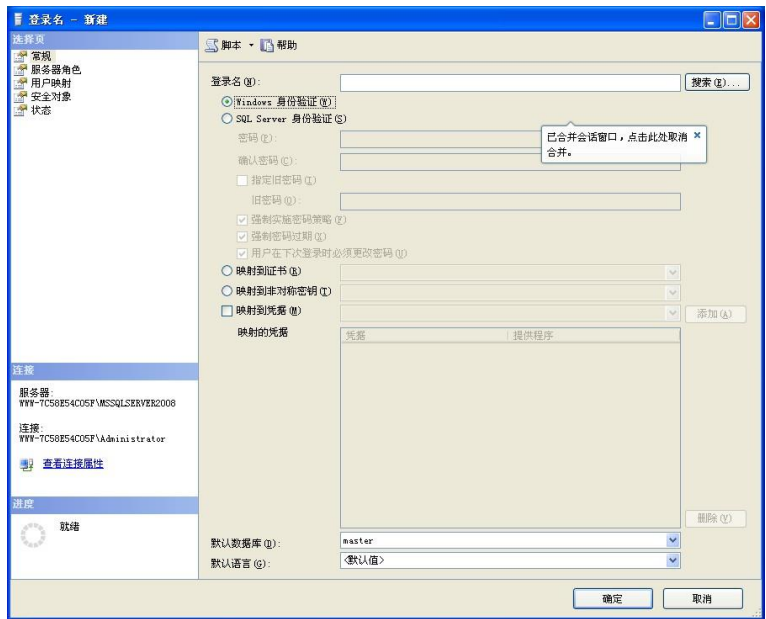 登录名 - 新建
选择页
常规
服务器角色
用户映射
安全对象
状态
脚本
帮助
登录名(N):
搜索(E)...
Windows 身份验证(W)
SQL Server 身份验证(S)
密码(P):
确认密码(C):
指定旧密码(I)
旧密码(O):
强制实施密码策略(F)
强制密码过期(X)
用户在下次登录时必须更改密码(U)
已合并会话窗口，点击此处取消
合并。
映射到证书(R)
映射到非对称密钥(T)
映射到凭据(M)
添加(A)
映射的凭据
凭据
提供程序
连接
服务器:
WWW-7C58E54C05F\MSSQLSERVER2008
连接:
WWW-7C58E54C05F\Administrator
查看连接属性
进度
就绪
删除(V)
默认数据库(D):
master
默认语言(G):
<默认值>
确定
取消